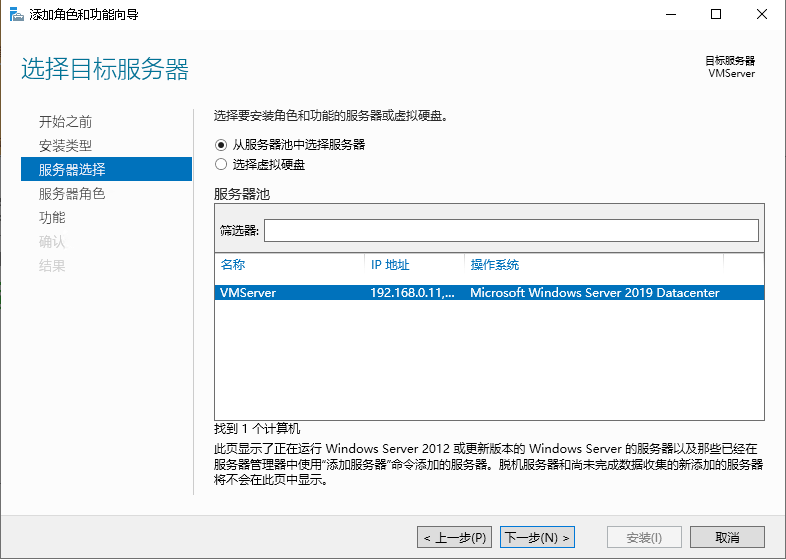 添加角色和功能向导
选择目标服务器
目标服务器
VMServer
开始之前
安装类型
服务器选择
服务器角色
功能
确认
结果
选择要安装角色和功能的服务器或虚拟硬盘。
从服务器池中选择服务器
选择虚拟硬盘
服务器池
筛选器:
名称 IP 地址 操作系统
VMServer 192.168.0.11,... Microsoft Windows Server 2019 Datacenter
找到 1 个计算机
此页显示了正在运行 Windows Server 2012 或更新版本的 Windows Server 的服务器以及那些已经在
服务器管理器中使用"添加服务器"命令添加的服务器。脱机服务器和尚未完成数据收集的新添加的服务器
将不会在此页中显示。
< 上一步(P) 下一步(N) > 安装(I) 取消